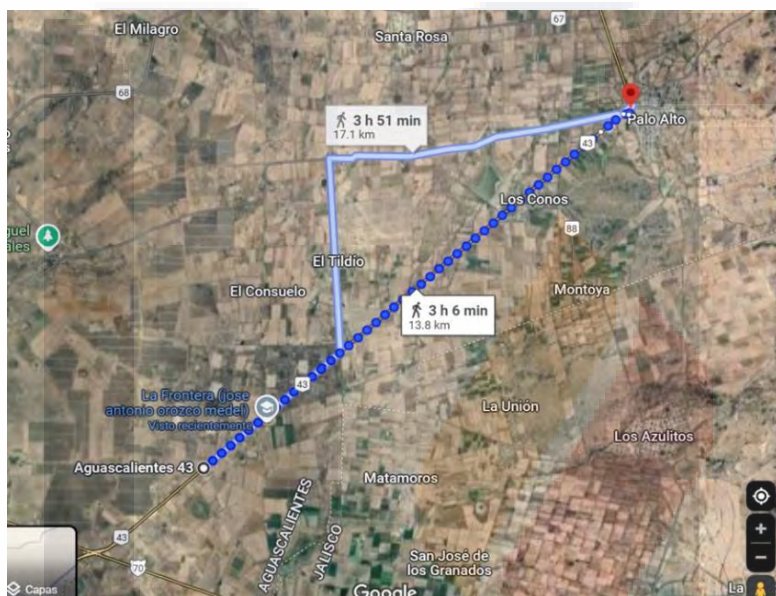 El Milagro
67
Santa Rosa
68
3 h 51 min
17.1 km
Palo Alto
43
Los Conos
88
El Tildío
El Consuelo
Montoya
3 h 6 min
13.8 km
43
La Frontera (jose
antonio orozco medel)
Visto recientemente
La Unión
Los Azulitos
Aguascalientes 43
Matamoros
AGUASCALIENTES
JALISCO
43
70
San Jose de
los Granados
Capas
Google
La